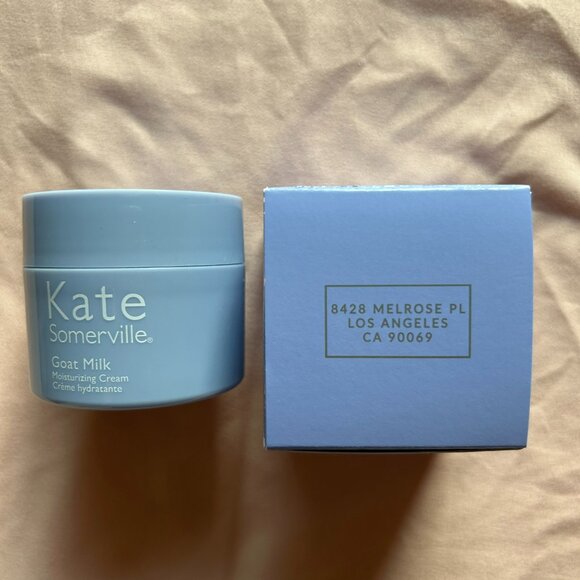 Kate
Somerville®
Goat Milk
Moisturizing Cream
Crème hydratante
8428 MELROSE PL
LOS ANGELES
CA 90069